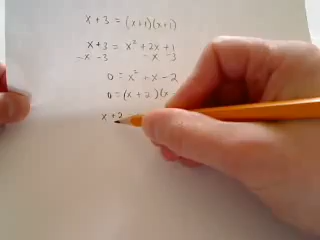 x + 3 = (x+1)(x+1)
x + 3 = x² + 2x + 1
-x -3 -x -3
0 = x² + x - 2
0 = (x + 2)(x -
x + 2